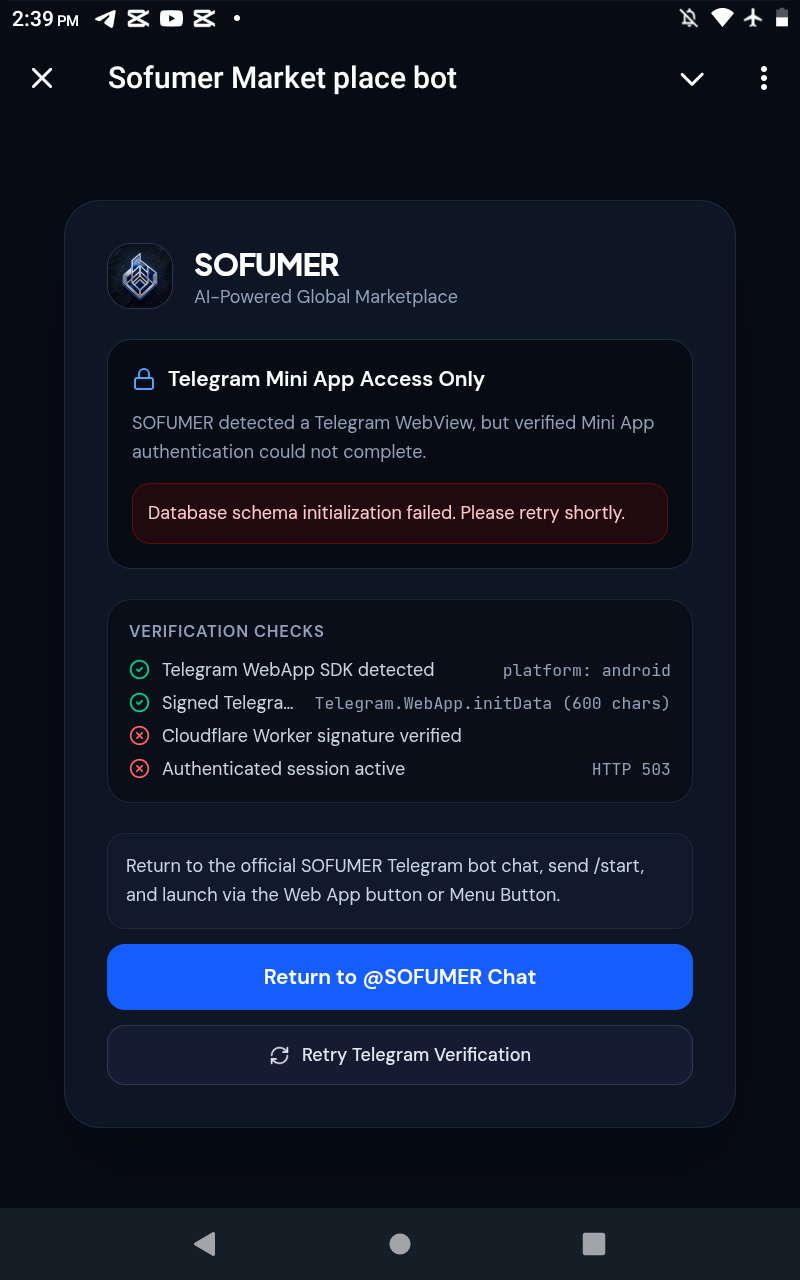 2:39 PM
Sofumer Market place bot
SOFUMER
AI-Powered Global Marketplace
Telegram Mini App Access Only
SOFUMER detected a Telegram WebView, but verified Mini App
authentication could not complete.
Database schema initialization failed. Please retry shortly.
VERIFICATION CHECKS
Telegram WebApp SDK detected platform: android
Signed Telegra... Telegram.WebApp.initData (600 chars)
Cloudflare Worker signature verified
Authenticated session active HTTP 503
Return to the official SOFUMER Telegram bot chat, send /start,
and launch via the Web App button or Menu Button.
Return to @SOFUMER Chat
Retry Telegram Verification